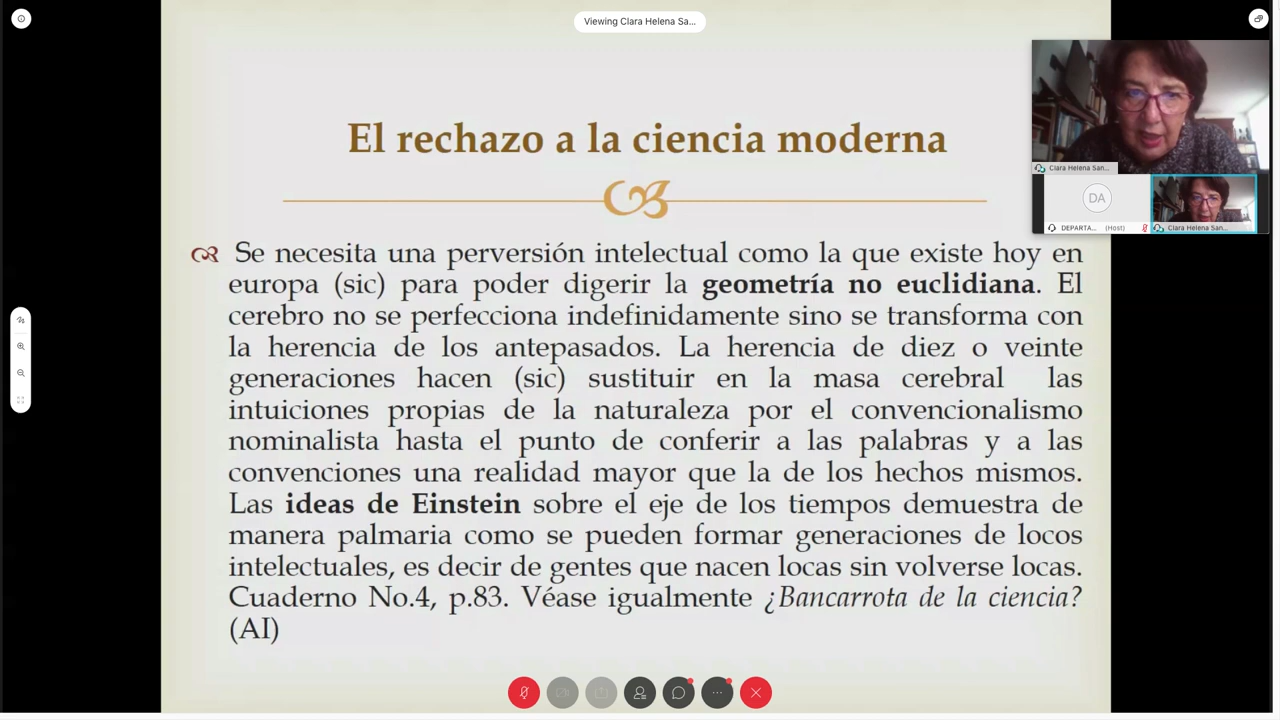 Viewing Clara Helena Sa...
El rechazo a la ciencia moderna
Se necesita una perversión intelectual como la que existe hoy en
europa (sic) para poder digerir la geometría no euclidiana. El
cerebro no se perfecciona indefinidamente sino se transforma con
la herencia de los antepasados. La herencia de diez o veinte
generaciones hacen (sic) sustituir en la masa cerebral las
intuiciones propias de la naturaleza por el convencionalismo
nominalista hasta el punto de conferir a las palabras y a las
convenciones una realidad mayor que la de los hechos mismos.
Las ideas de Einstein sobre el eje de los tiempos demuestra de
manera palmaria como se pueden formar generaciones de locos
intelectuales, es decir de gentes que nacen locas sin volverse locas.
Cuaderno No.4, p.83. Véase igualmente ¿Bancarrota de la ciencia?
(AI)
Clara Helena San...
DA
DEPARTA... (Host)
Clara Helena San...